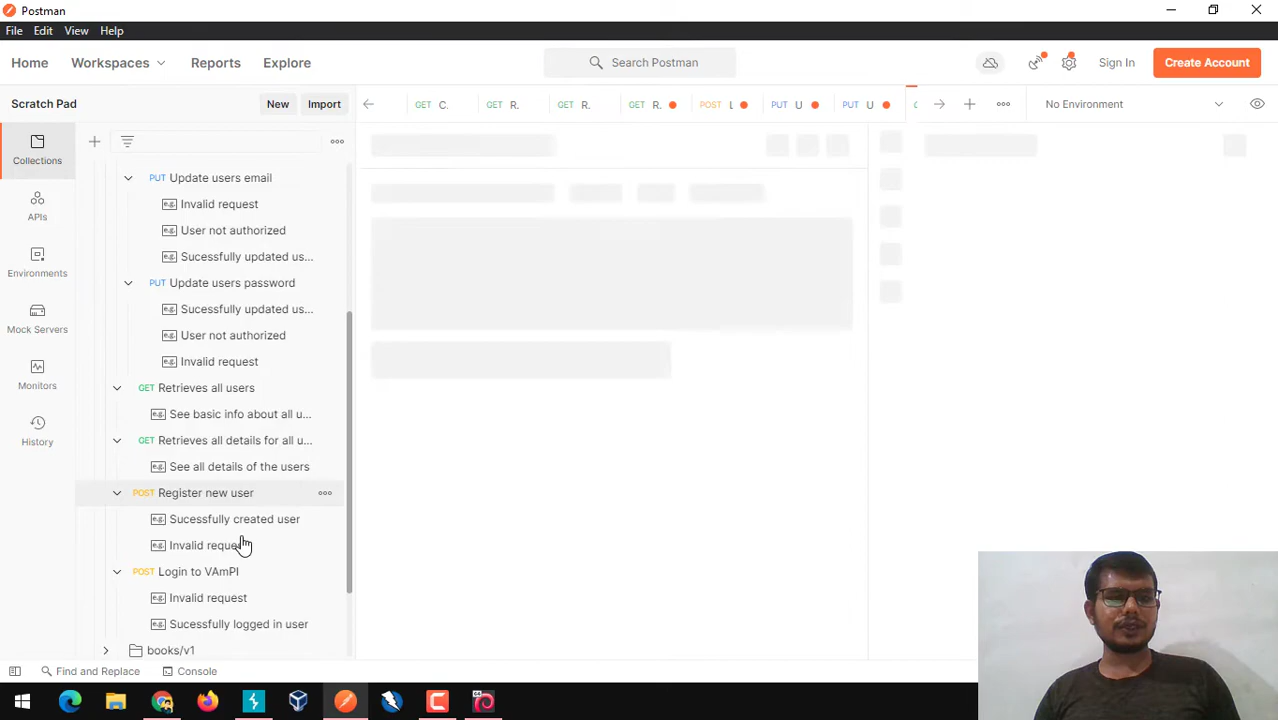 Postman
File Edit View Help
Home Workspaces Reports Explore Search Postman Sign In Create Account
Scratch Pad New Import GET C. GET R. GET R. GET R. POST L PUT U PUT U No Environment
Collections
APIs
Environments
Mock Servers
Monitors
History
PUT Update users email
e.g. Invalid request
e.g. User not authorized
e.g. Sucessfully updated us...
PUT Update users password
e.g. Sucessfully updated us...
e.g. User not authorized
e.g. Invalid request
GET Retrieves all users
e.g. See basic info about all u...
GET Retrieves all details for all u...
e.g. See all details of the users
POST Register new user
e.g. Sucessfully created user
e.g. Invalid reque
POST Login to VAmPI
e.g. Invalid request
e.g. Sucessfully logged in user
books/v1
Find and Replace Console